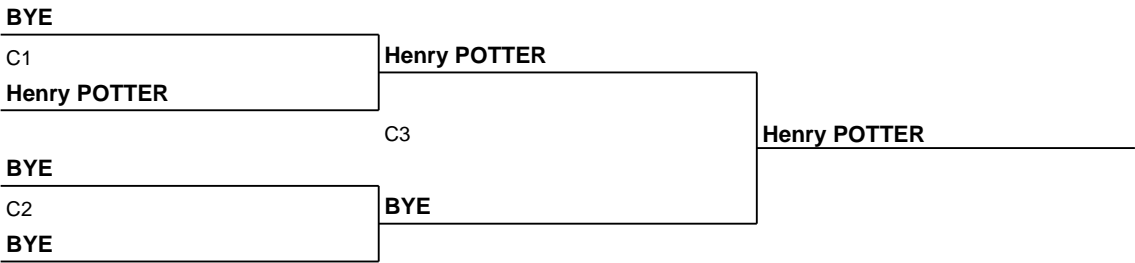 BYE
C1
Henry POTTER
Henry POTTER
C3
Henry POTTER
BYE
C2
BYE
BYE